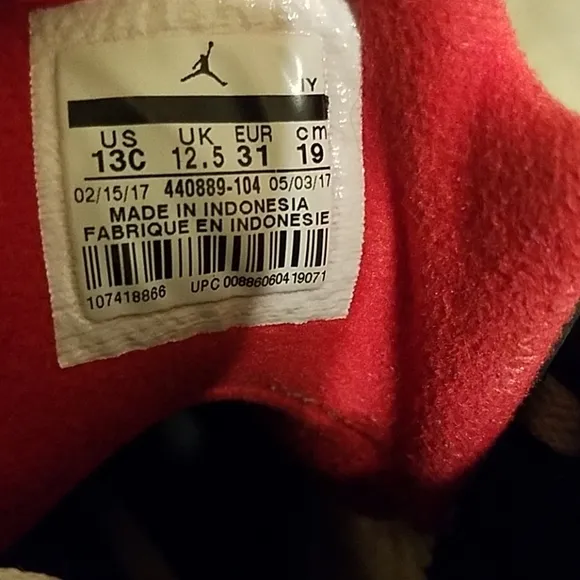 IY
US UK EUR cm
13C 12.5 31 19
02/15/17 440889-104 05/03/17
MADE IN INDONESIA
FABRIQUE EN INDONESIE
107418866 UPC 00886060419071